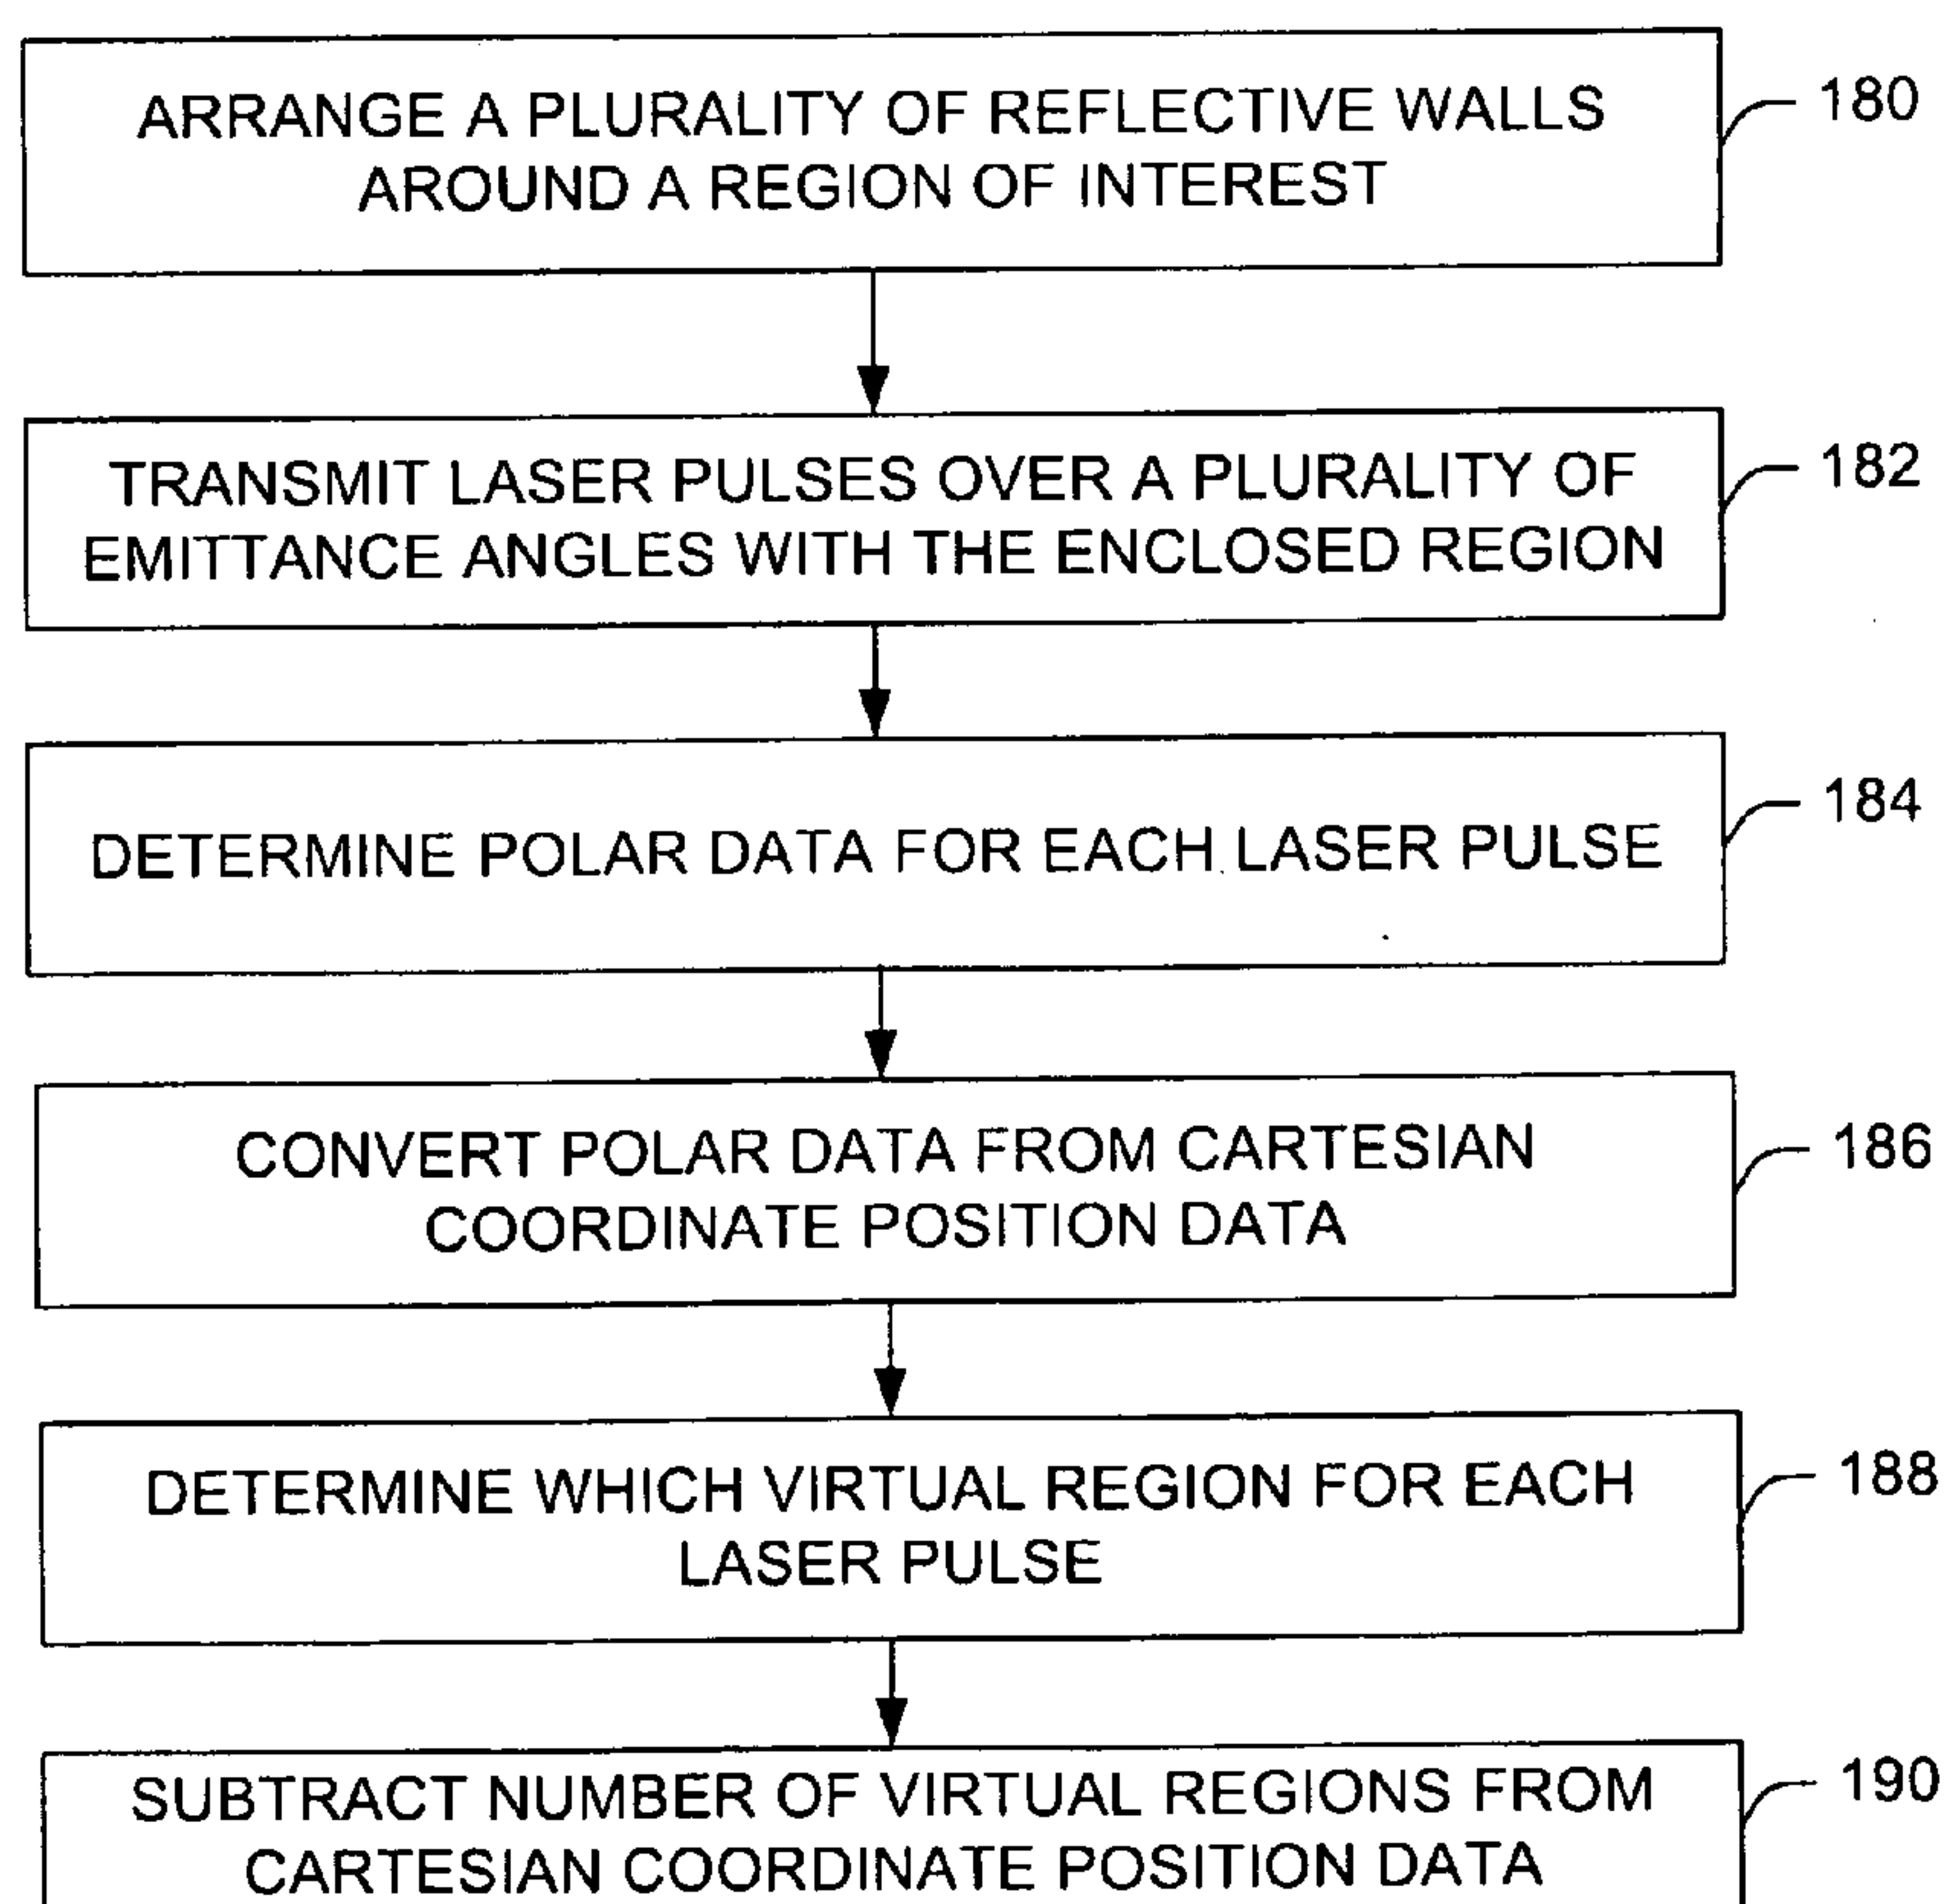 ARRANGE A PLURALITY OF REFLECTIVE WALLS
AROUND A REGION OF INTEREST
180
TRANSMIT LASER PULSES OVER A PLURALITY OF
EMITTANCE ANGLES WITH THE ENCLOSED REGION
182
DETERMINE POLAR DATA FOR EACH LASER PULSE
184
CONVERT POLAR DATA FROM CARTESIAN
COORDINATE POSITION DATA
186
DETERMINE WHICH VIRTUAL REGION FOR EACH
LASER PULSE
188
SUBTRACT NUMBER OF VIRTUAL REGIONS FROM
CARTESIAN COORDINATE POSITION DATA
190